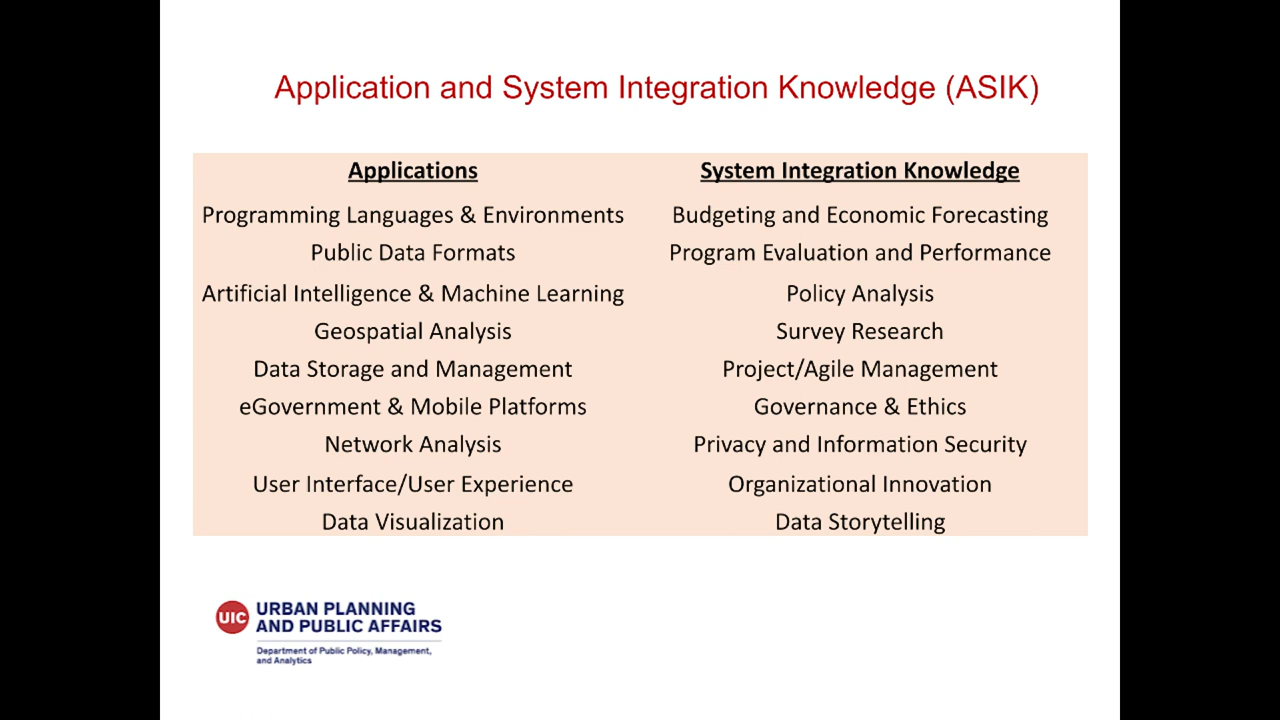 Application and System Integration Knowledge (ASIK)
Applications System Integration Knowledge
Programming Languages & Environments Budgeting and Economic Forecasting
Public Data Formats Program Evaluation and Performance
Artificial Intelligence & Machine Learning Policy Analysis
Geospatial Analysis Survey Research
Data Storage and Management Project/Agile Management
eGovernment & Mobile Platforms Governance & Ethics
Network Analysis Privacy and Information Security
User Interface/User Experience Organizational Innovation
Data Visualization Data Storytelling
UIC URBAN PLANNING
AND PUBLIC AFFAIRS
Department of Public Policy, Management,
and Analytics